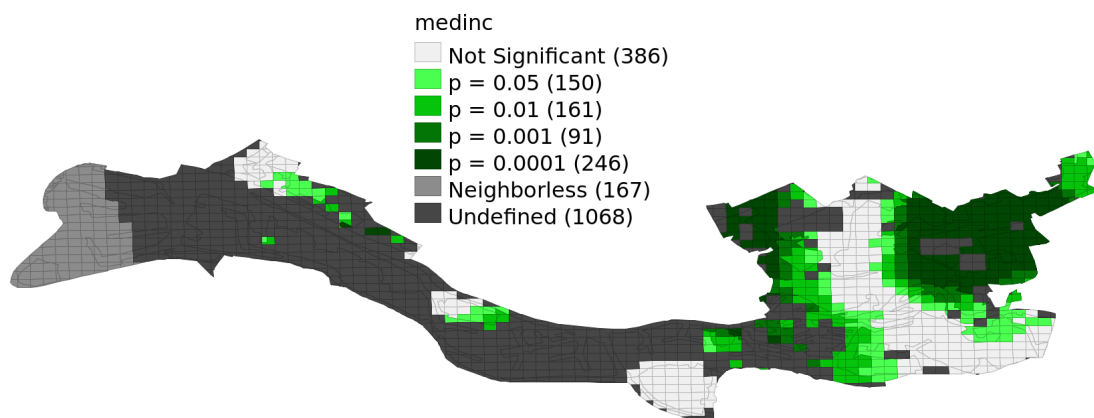 medinc
Not Significant (386)
p = 0.05 (150)
p = 0.01 (161)
p = 0.001 (91)
p = 0.0001 (246)
Neighborless (167)
Undefined (1068)